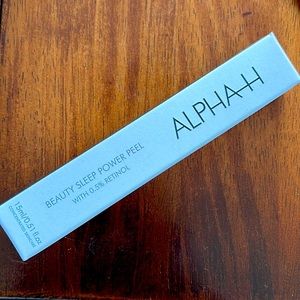 ALPHA-H
BEAUTY SLEEP POWER PEEL
WITH 0.5% RETINOL
15ml/0.51 fl.oz